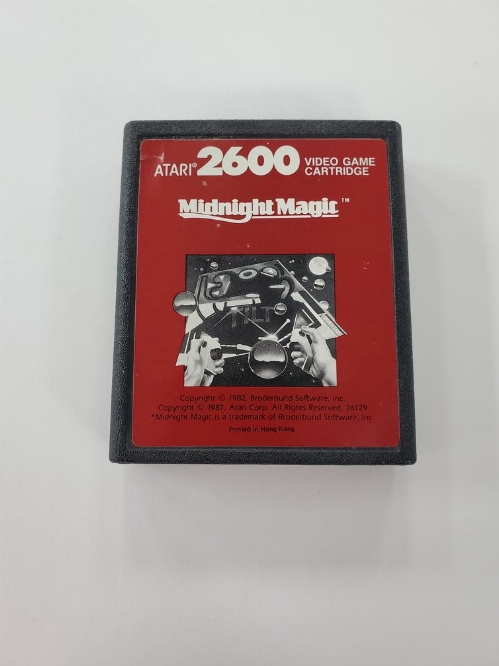 ATARI® 2600 VIDEO GAME CARTRIDGE
Midnight Magic™
TILT
Copyright © 1982, Broderbund Software, Inc.
Copyright © 1987, Atari Corp. All Rights Reserved. 26129
*Midnight Magic is a trademark of Broderbund Software, Inc
Printed in Hong Kong